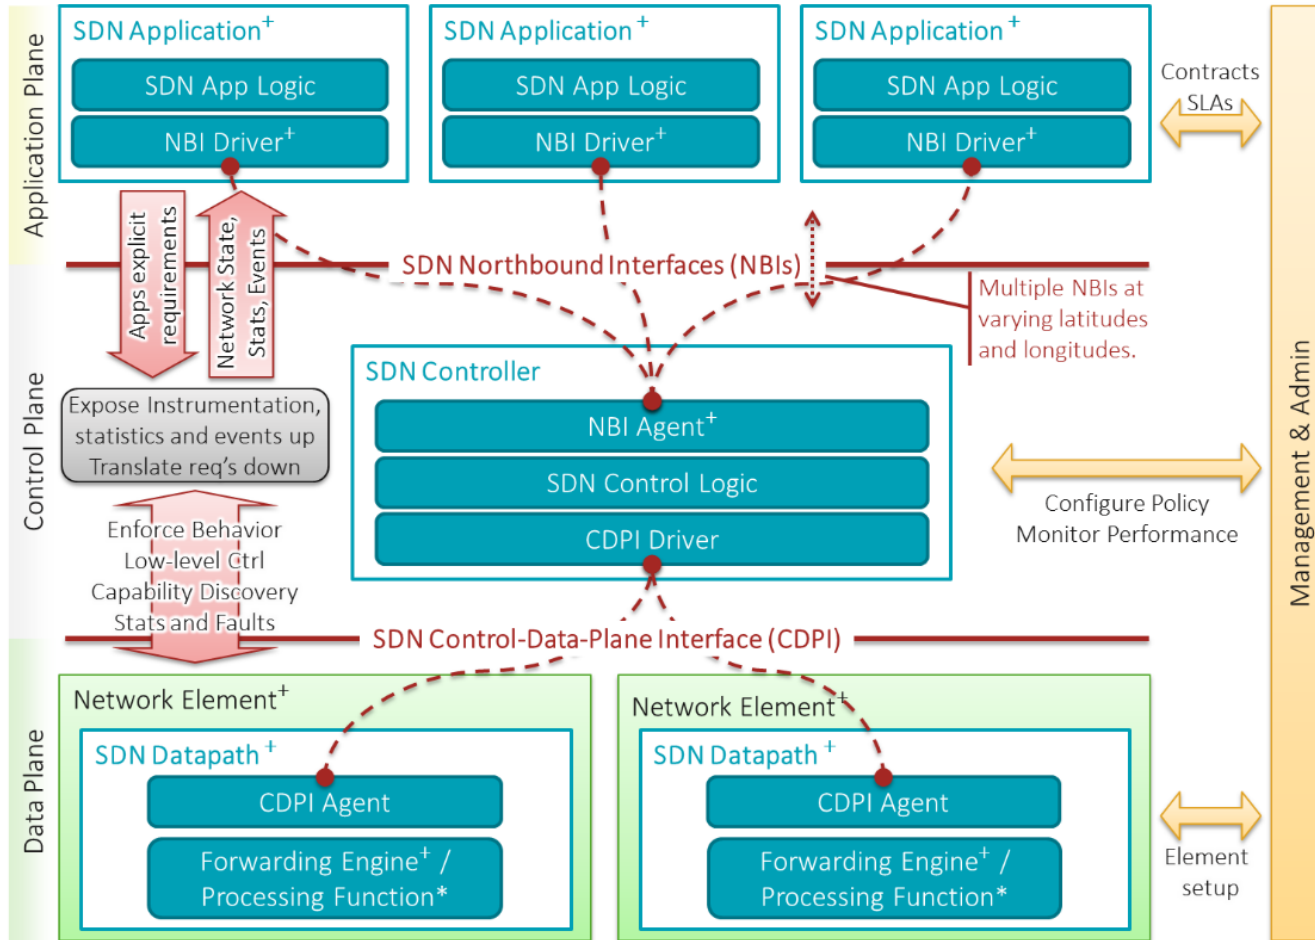 Application Plane
SDN Application+
SDN App Logic
NBI Driver+
SDN Application+
SDN App Logic
NBI Driver+
SDN Application+
SDN App Logic
NBI Driver+
Contracts
SLAs
Management & Admin
Apps explicit
requirements
Network State,
Stats, Events
SDN Northbound Interfaces (NBIs)
Multiple NBIs at
varying latitudes
and longitudes.
Control Plane
SDN Controller
NBI Agent+
SDN Control Logic
CDPI Driver
Expose Instrumentation,
statistics and events up
Translate req's down
Configure Policy
Monitor Performance
Enforce Behavior
Low-level Ctrl
Capability Discovery
Stats and Faults
SDN Control-Data-Plane Interface (CDPI)
Data Plane
Network Element+
SDN Datapath +
CDPI Agent
Forwarding Engine+ /
Processing Function*
Network Element+
SDN Datapath +
CDPI Agent
Forwarding Engine+ /
Processing Function*
Element
setup